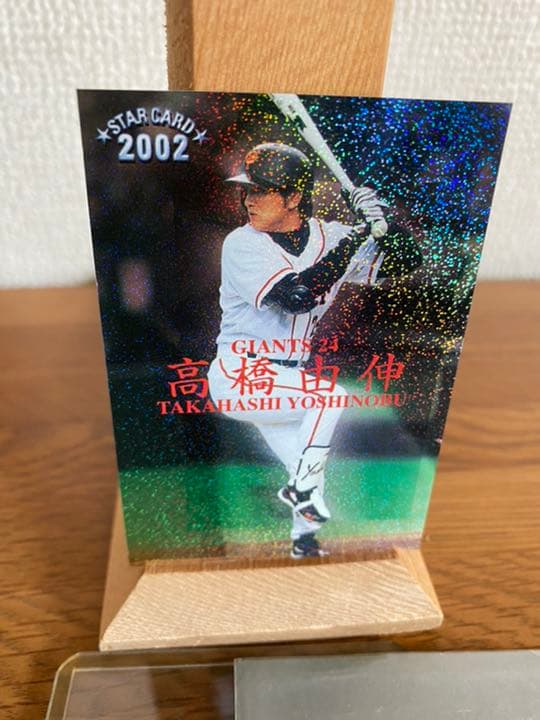 ★STAR CARD★
2002
GIANTS 24
高橋由伸
TAKAHASHI YOSHINOBU